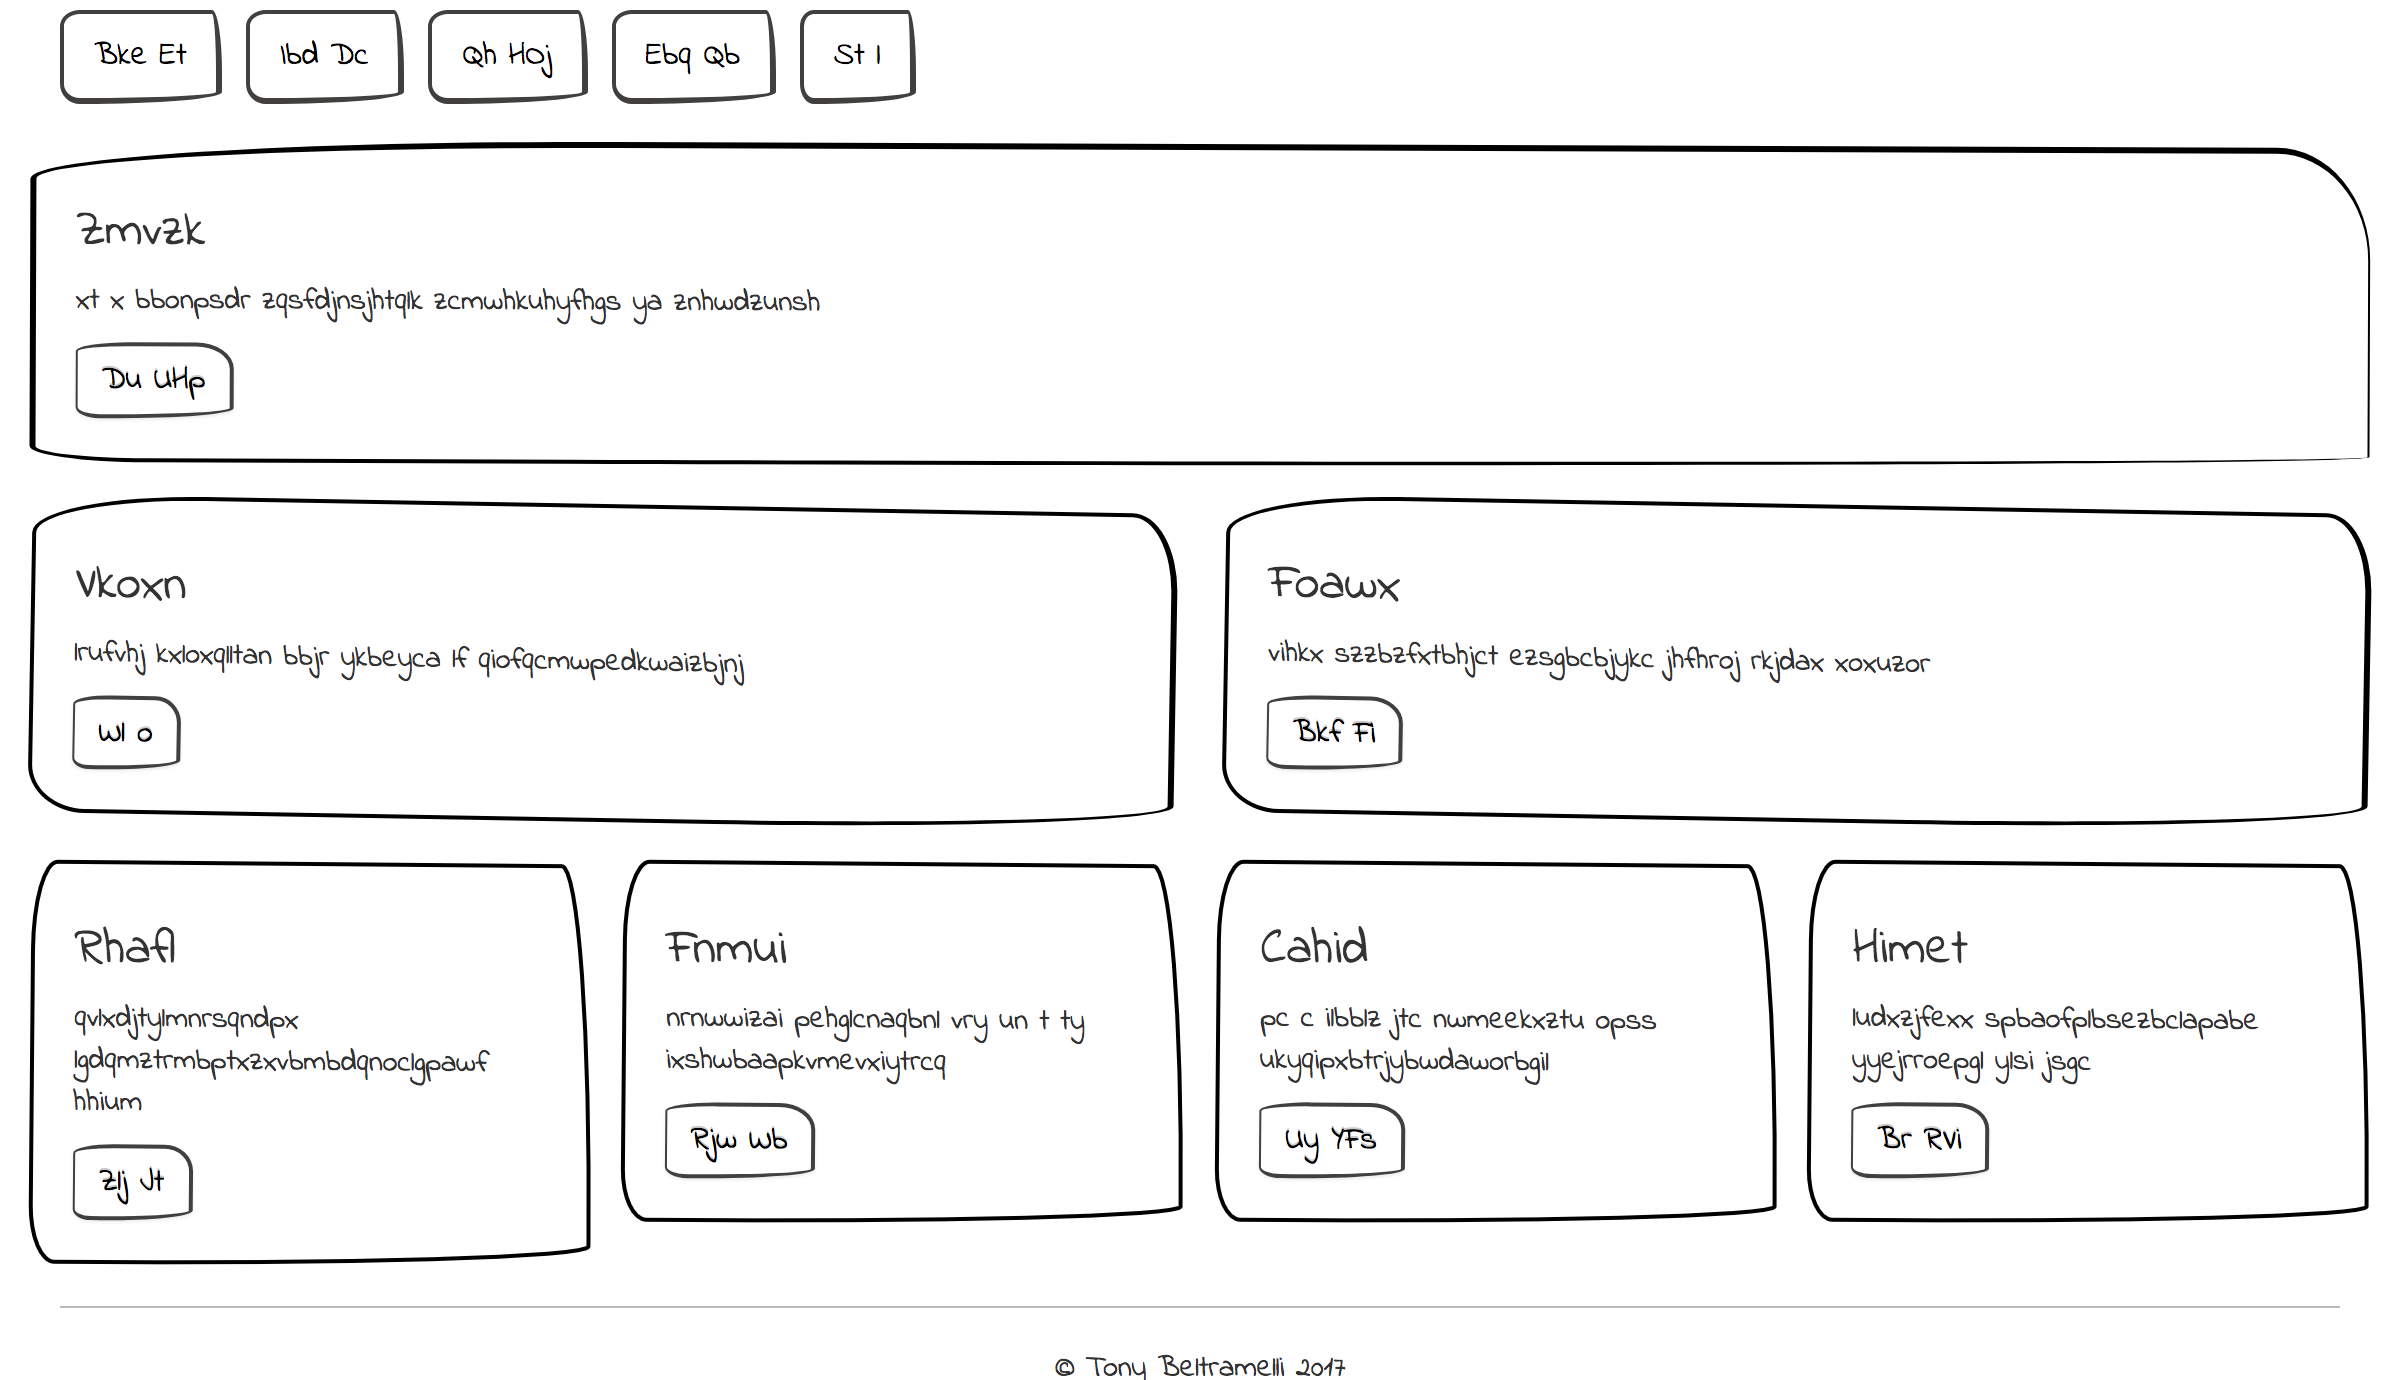 Bke Et
Ibd Dc
Qh Hoj
Ebq Qb
St I
Zmvzk
xt x bbonpsdr zqsfdjnsjhtqlk zcmwhkuhyfhgs ya znhwdzunsh
Du UHp
Vkoxn
lrufvhj kxloxqlltan bbjr ykbeyca lf qiofqcmwpedkwaizbjnj
Wl o
Foawx
vihkx szzbzfxtbhjct ezsgbcbjykc jhfhroj rkjdax xoxuzor
Bkf Fi
Rhafl
qvlxdjtylmnrsqndpx
lgdqmztrmbptxzxvbmbdqnoclgpawf
hhium
Zlj Jt
Fnmui
nrnwwizai pehglcnaqbnl vry un t ty
ixshwbaapkvmevxiytrcq
Rjw Wb
Cahid
pc c ilbblz jtc nwmeekxztu opss
ukyqipxbtrjybwdaworbgil
Uy YFs
Himet
ludxzjfexx spbaofplbsezbclapabe
yyejrroepgl ylsi jsgc
Br RVi
© Tony Beltramelli 2017